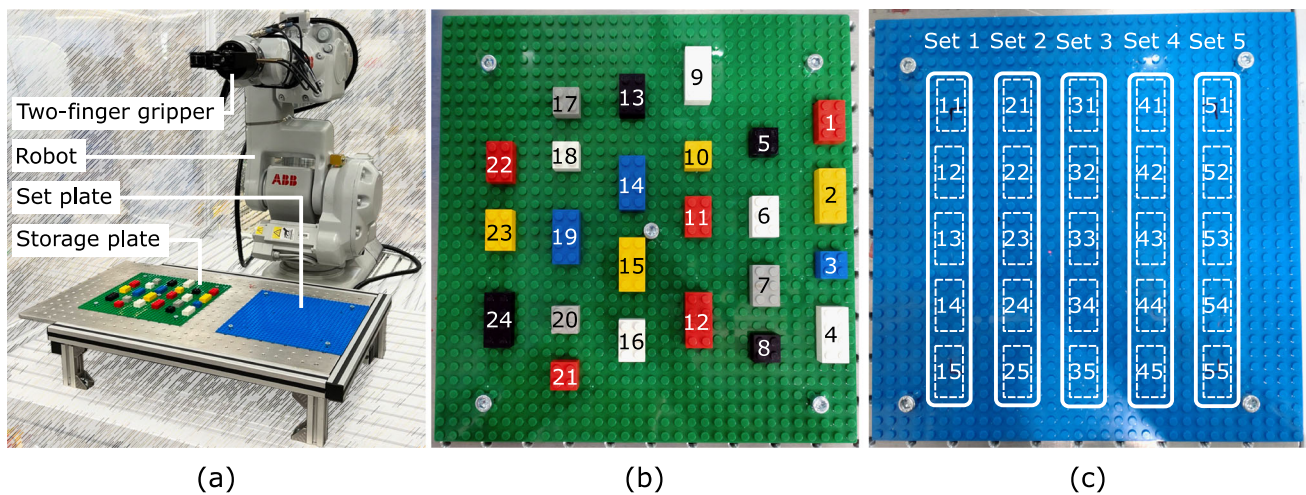 Two-finger gripper
Robot
Set plate
Storage plate
ABB
ABB
(a)
9
17
13
1
5
18
10
22
14
2
11
6
23
19
15
3
7
24
20
12
4
16
8
21
(b)
Set 1 Set 2 Set 3 Set 4 Set 5
11 21 31 41 51
12 22 32 42 52
13 23 33 43 53
14 24 34 44 54
15 25 35 45 55
(c)